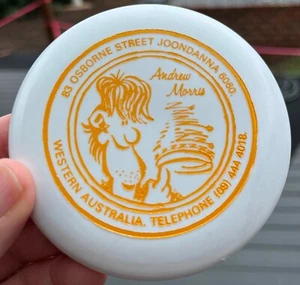 83 OSBORNE STREET JOONDANNA 6060.
Andrew
Morris
WESTERN AUSTRALIA. TELEPHONE (09) 444 4018.